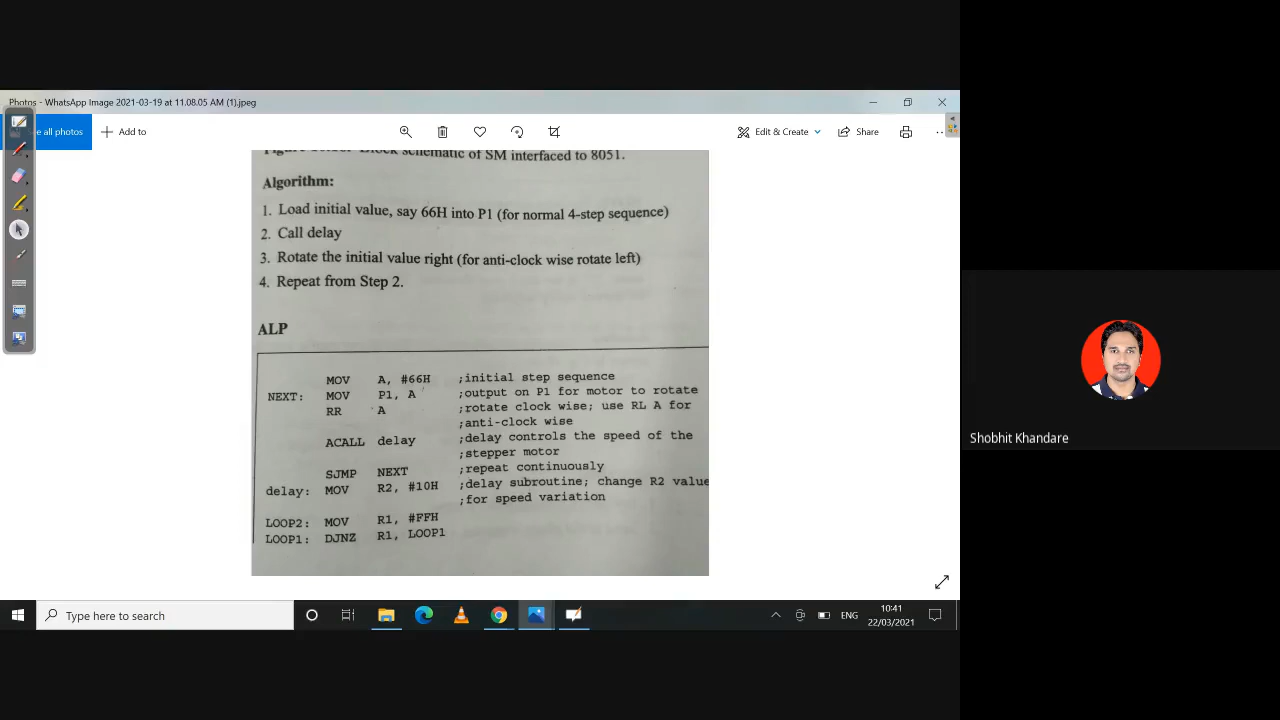 Photos - WhatsApp Image 2021-03-19 at 11.08.05 AM (1).jpeg
all photos
Add to
Edit & Create
Share
schematic of SM interfaced to 8051.
Algorithm:
1. Load initial value, say 66H into P1 (for normal 4-step sequence)
2. Call delay
3. Rotate the initial value right (for anti-clock wise rotate left)
4. Repeat from Step 2.
ALP
MOV A, #66H ;initial step sequence
NEXT: MOV P1, A ;output on P1 for motor to rotate
RR A ;rotate clock wise; use RL A for
;anti-clock wise
ACALL delay ;delay controls the speed of the
;stepper motor
SJMP NEXT ;repeat continuously
delay: MOV R2, #10H ;delay subroutine; change R2 value
;for speed variation
LOOP2: MOV R1, #FFH
LOOP1: DJNZ R1, LOOP1
Shobhit Khandare
Type here to search
ENG
10:41
22/03/2021